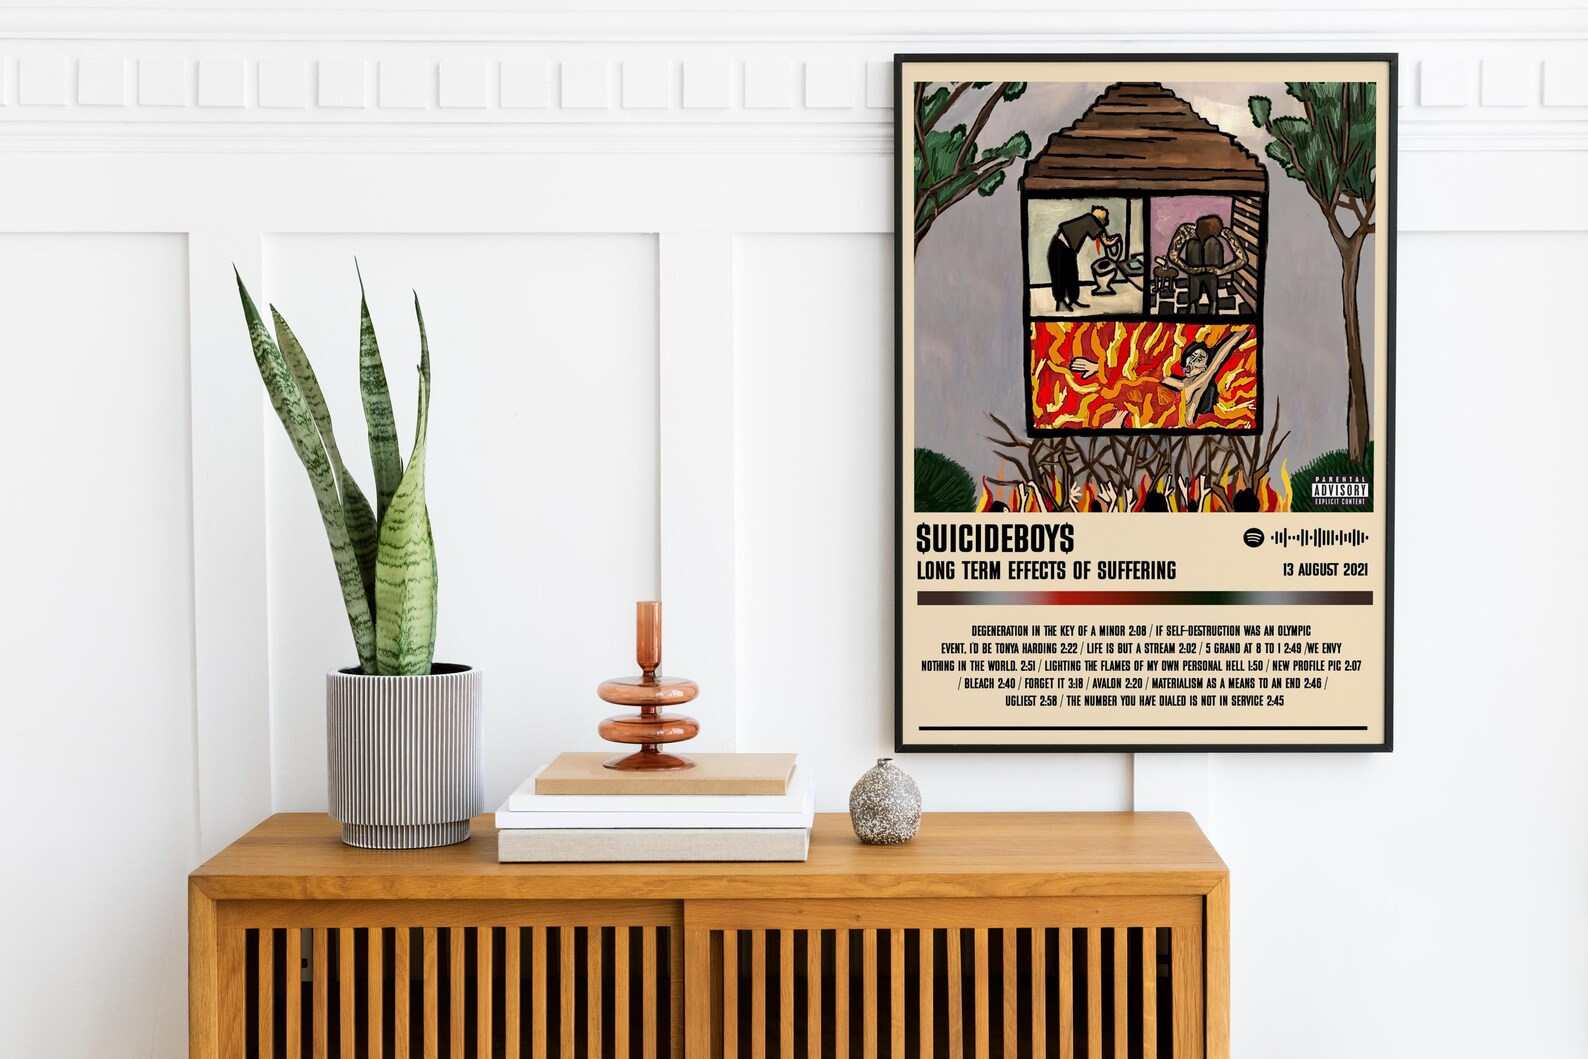 PARENTAL
ADVISORY
EXPLICIT CONTENT
$UICIDEBOY$
LONG TERM EFFECTS OF SUFFERING
13 AUGUST 2021
DEGENERATION IN THE KEY OF A MINOR 2:08 / IF SELF-DESTRUCTION WAS AN OLYMPIC
EVENT, I'D BE TONYA HARDING 2:22 / LIFE IS BUT A STREAM 2:02 / 5 GRAND AT 8 TO 1 2:49 /WE ENVY
NOTHING IN THE WORLD. 2:51 / LIGHTING THE FLAMES OF MY OWN PERSONAL HELL 1:50 / NEW PROFILE PIC 2:07
/ BLEACH 2:40 / FORGET IT 3:18 / AVALON 2:20 / MATERIALISM AS A MEANS TO AN END 2:46 /
UGLIEST 2:58 / THE NUMBER YOU HAVE DIALED IS NOT IN SERVICE 2:45